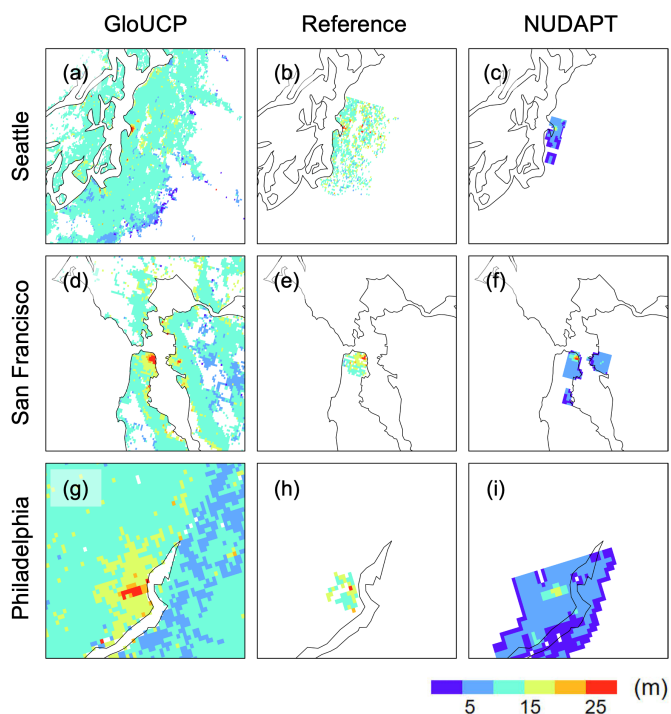 GloUCP Reference NUDAPT
Seattle
(a) (b) (c)
San Francisco
(d) (e) (f)
Philadelphia
(g) (h) (i)
5 15 25 (m)